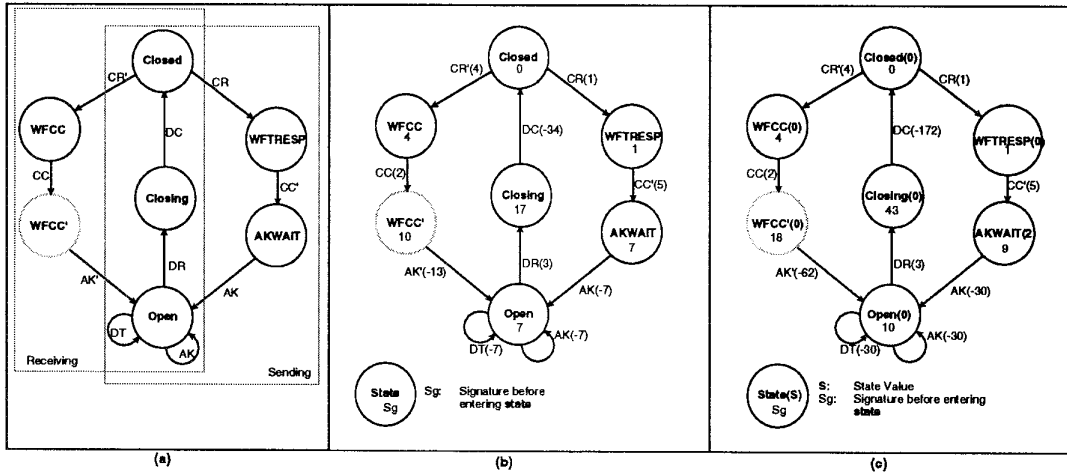 Closed
CR'
CR
WFCC
DC
WFTRESP
CC
CC'
Closing
WFCC'
AKWAIT
AK'
DR
AK
Open
DT
AK
Receiving
Sending
(a)
Closed
0
CR'(4)
CR(1)
WFCC
4
DC(-34)
WFTRESP
1
CC(2)
CC'(5)
Closing
17
WFCC'
10
AKWAIT
7
AK'(-13)
DR(3)
AK(-7)
Open
7
DT(-7)
AK(-7)
State
Sg
Sg: Signature before
entering state
(b)
Closed(0)
0
CR'(4)
CR(1)
WFCC(0)
4
DC(-172)
WFTRESP(0)
1
CC(2)
CC'(5)
Closing(0)
43
WFCC'(0)
18
AKWAIT(2
9
AK'(-62)
DR(3)
AK(-30)
Open(0)
10
DT(-30)
AK(-30)
State(S)
Sg
S: State Value
Sg: Signature before entering
state
(c)